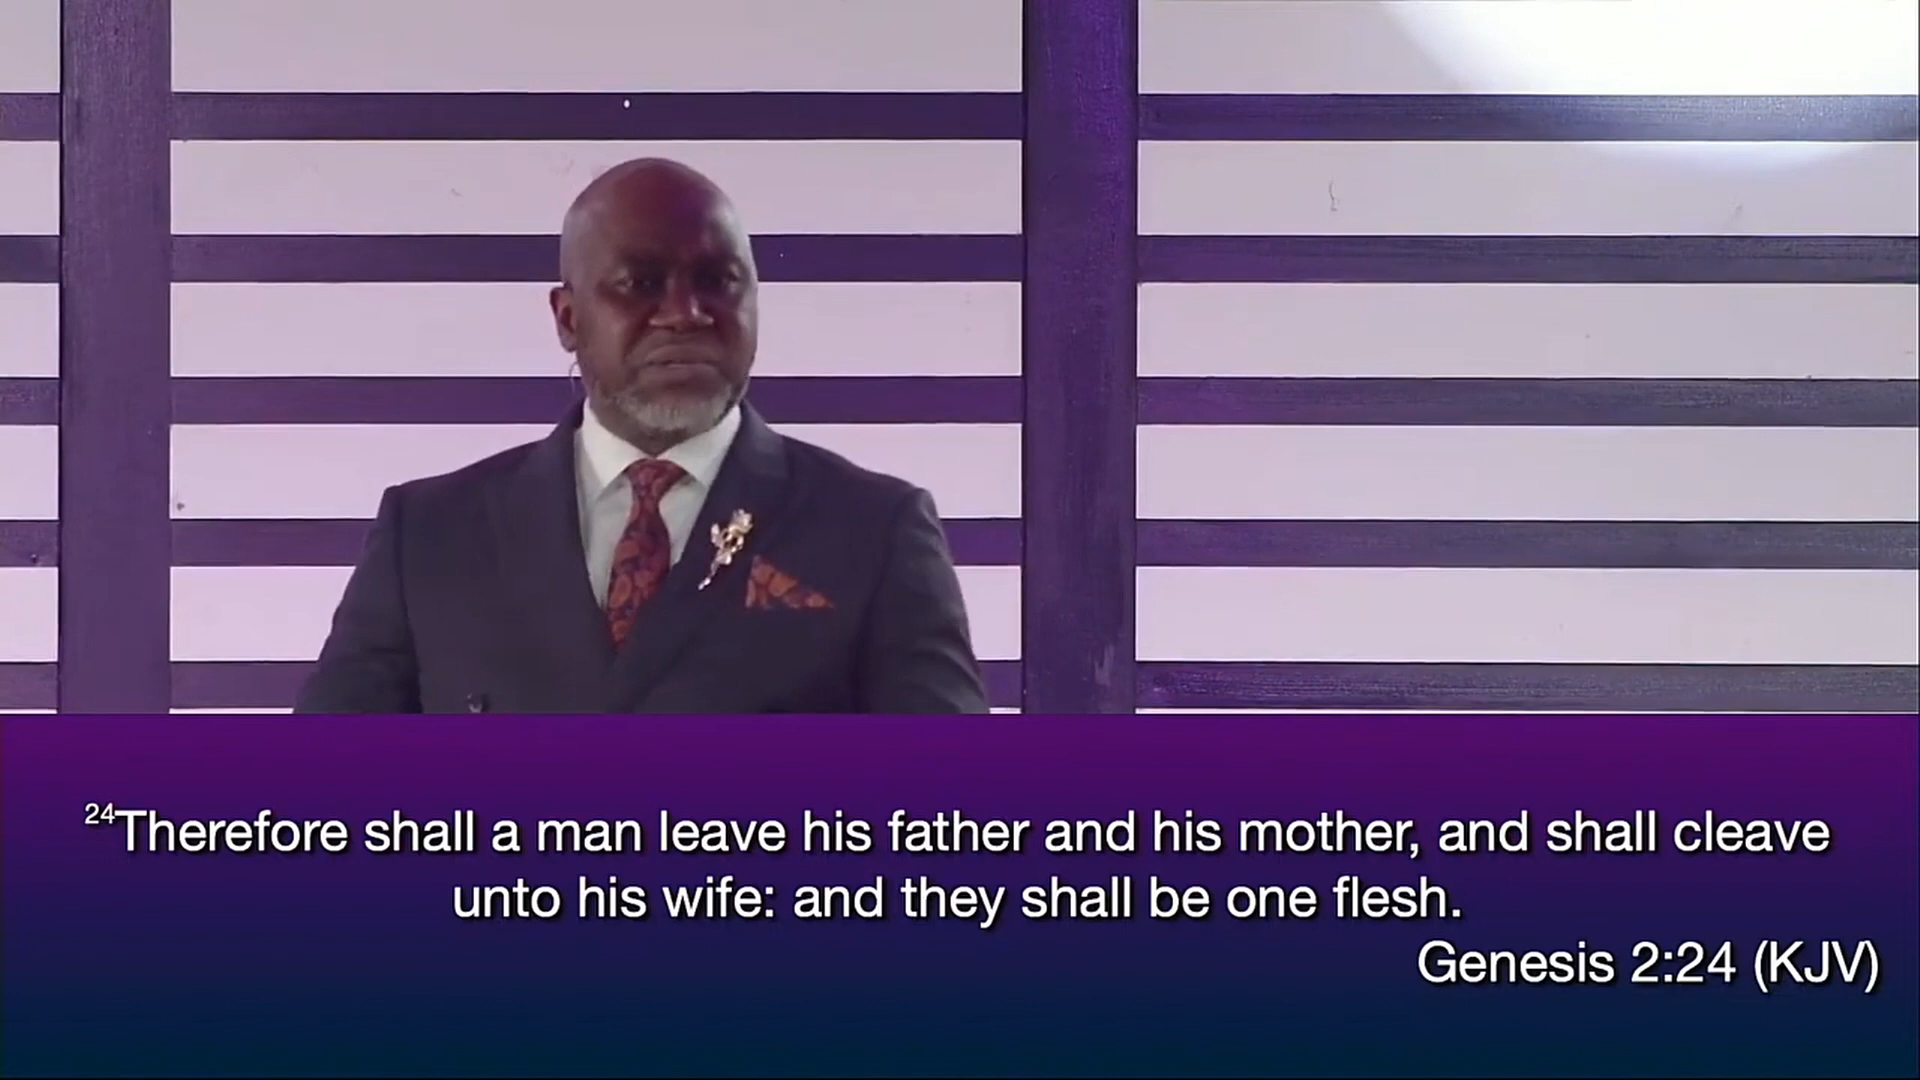 24Therefore shall a man leave his father and his mother, and shall cleave
unto his wife: and they shall be one flesh.
Genesis 2:24 (KJV)